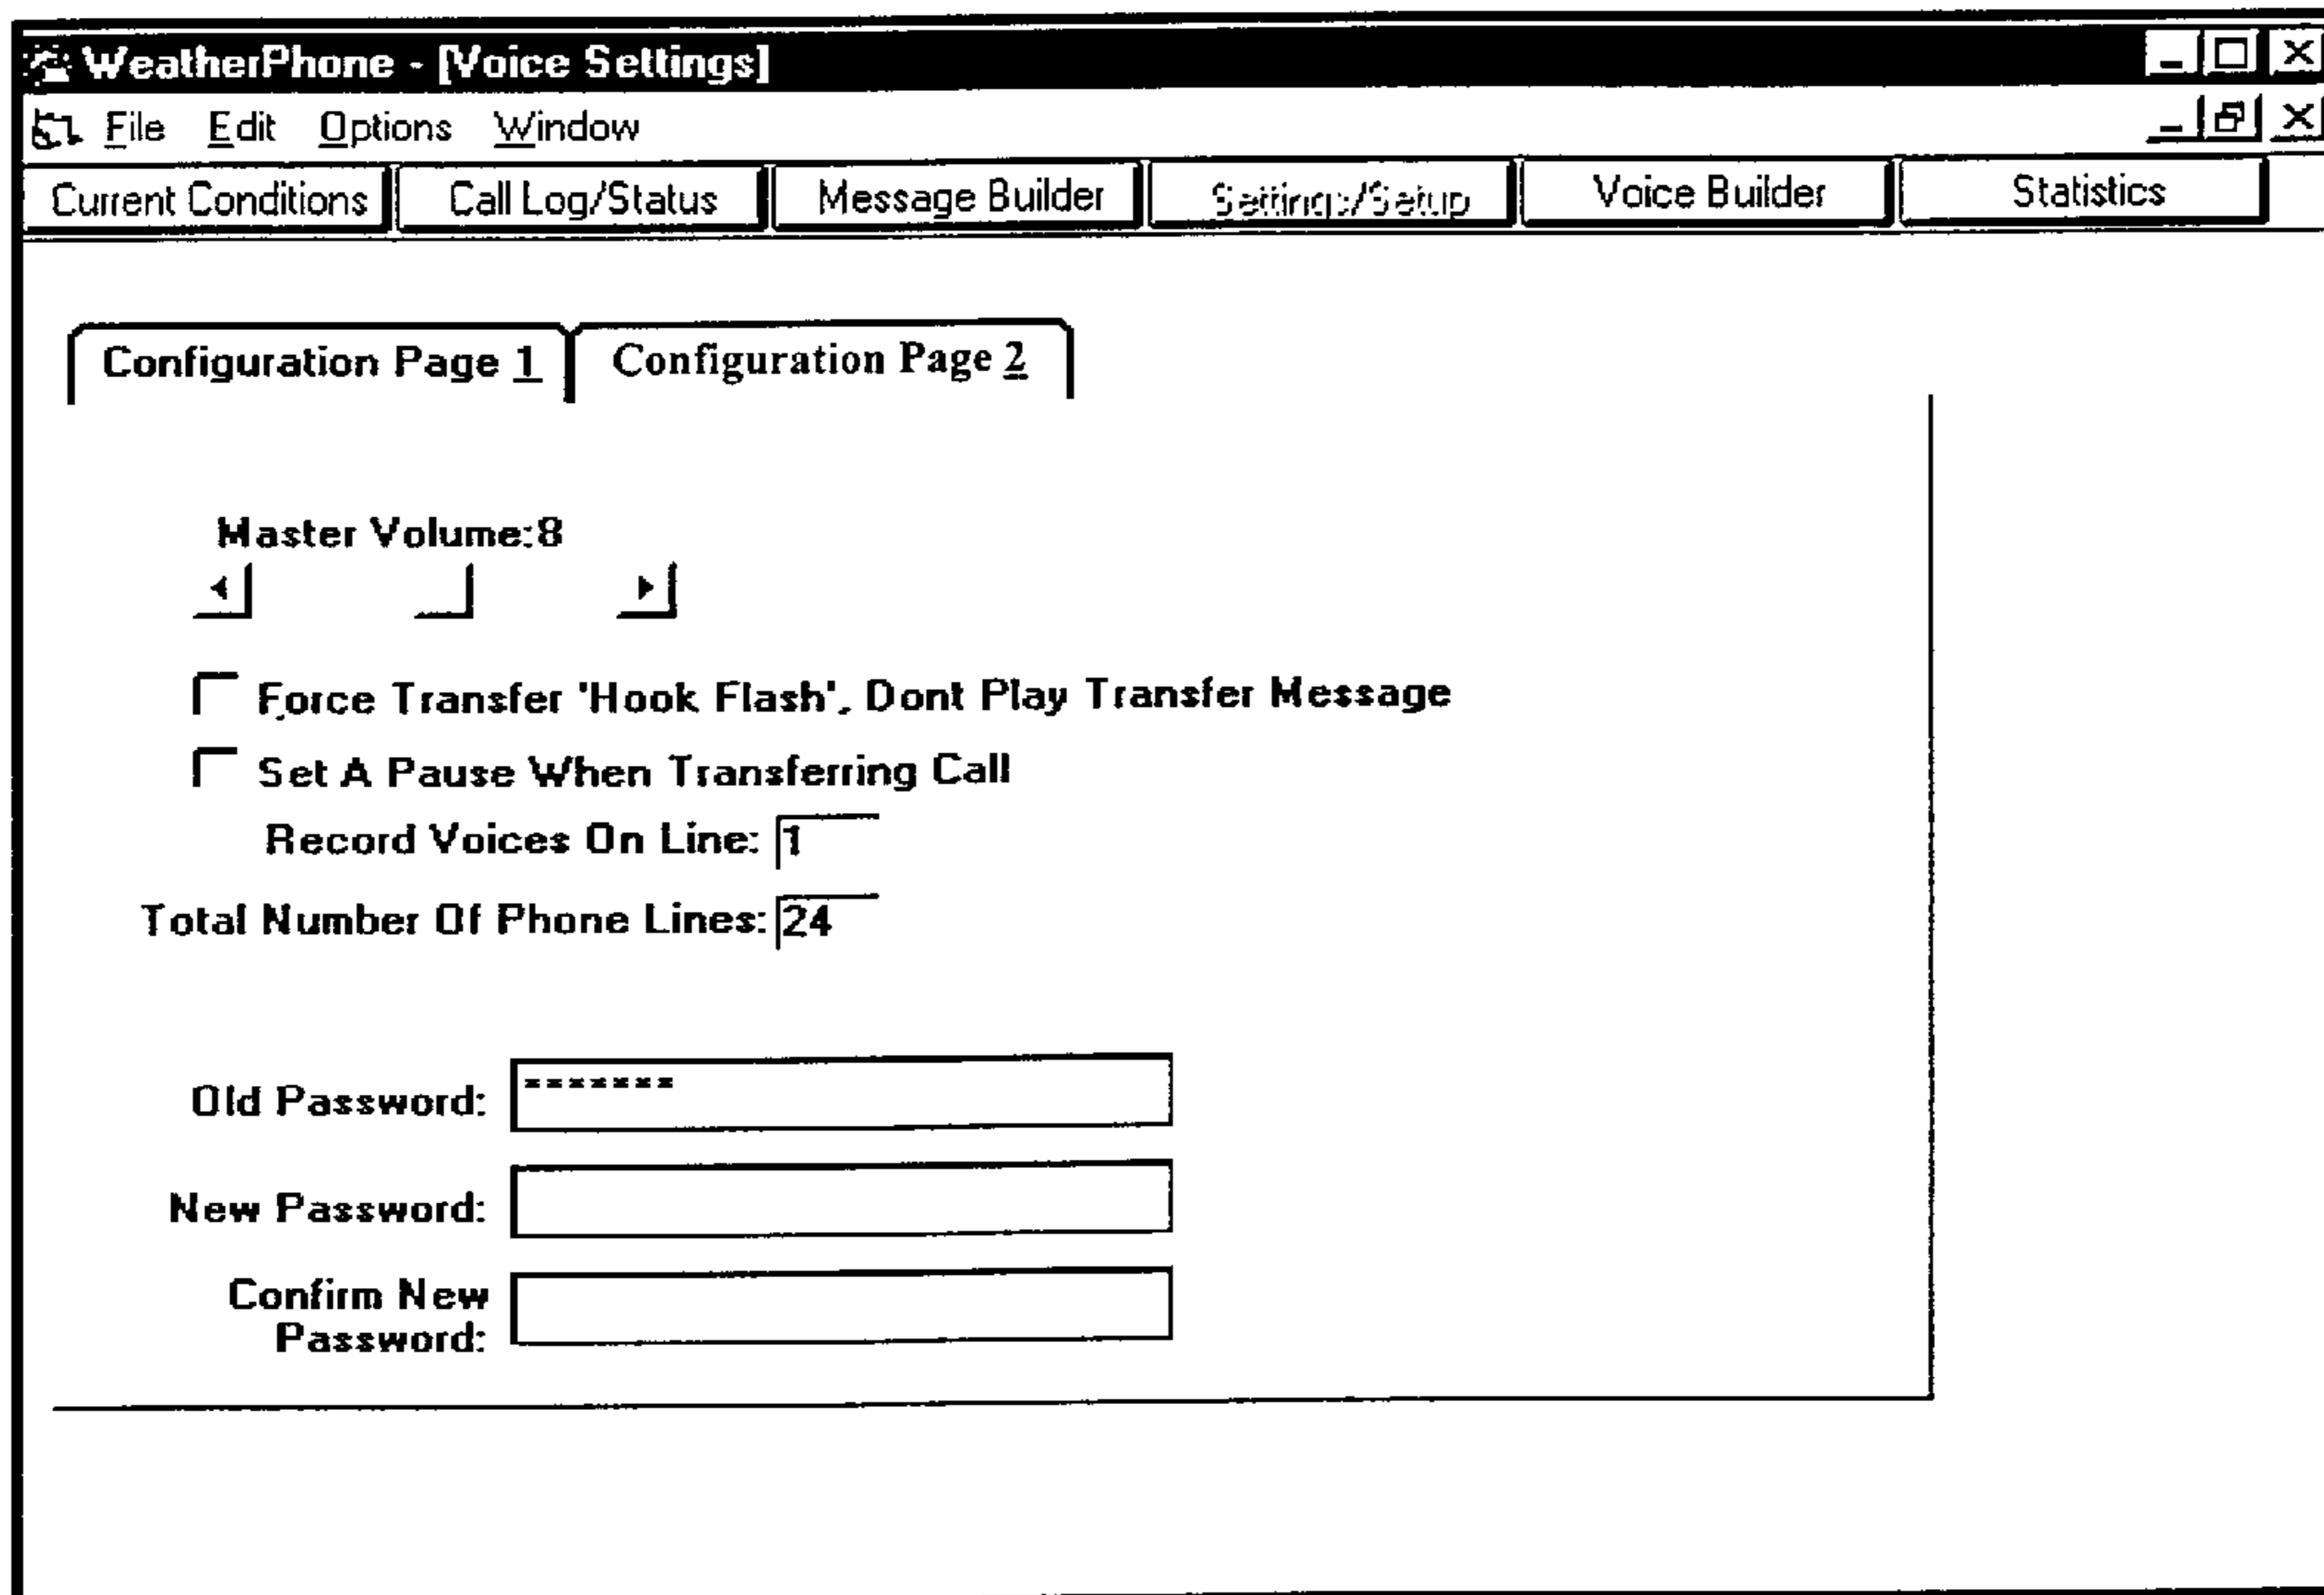 WeatherPhone - [Voice Settings]
File Edit Options Window
Current Conditions Call Log/Status Message Builder Settings/Setup Voice Builder Statistics
Configuration Page 1 Configuration Page 2
Master Volume:8
Force Transfer 'Hook Flash', Dont Play Transfer Message
Set A Pause When Transferring Call
Record Voices On Line: 1
Total Number Of Phone Lines: 24
Old Password: *******
New Password:
Confirm New
Password: